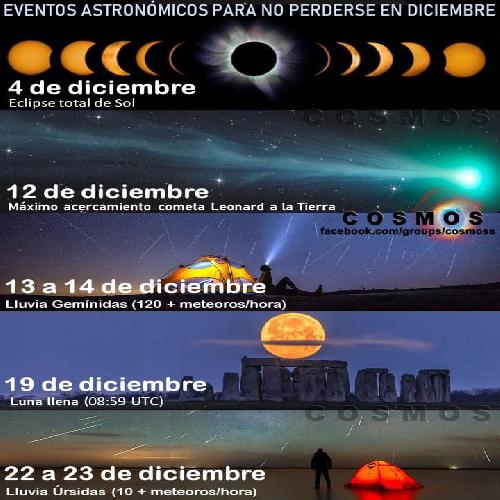 EVENTOS ASTRONÓMICOS PARA NO PERDERSE EN DICIEMBRE
4 de diciembre
Eclipse total de Sol
COSMOS
12 de diciembre
Máximo acercamiento cometa Leonard a la Tierra
COSMOS
facebook.com/groups/cosmoss
13 a 14 de diciembre
Lluvia Gemínidas (120 + meteoros/hora)
19 de diciembre
Luna llena (08:59 UTC)
COSMOS
22 a 23 de diciembre
Lluvia Úrsidas (10 + meteoros/hora)